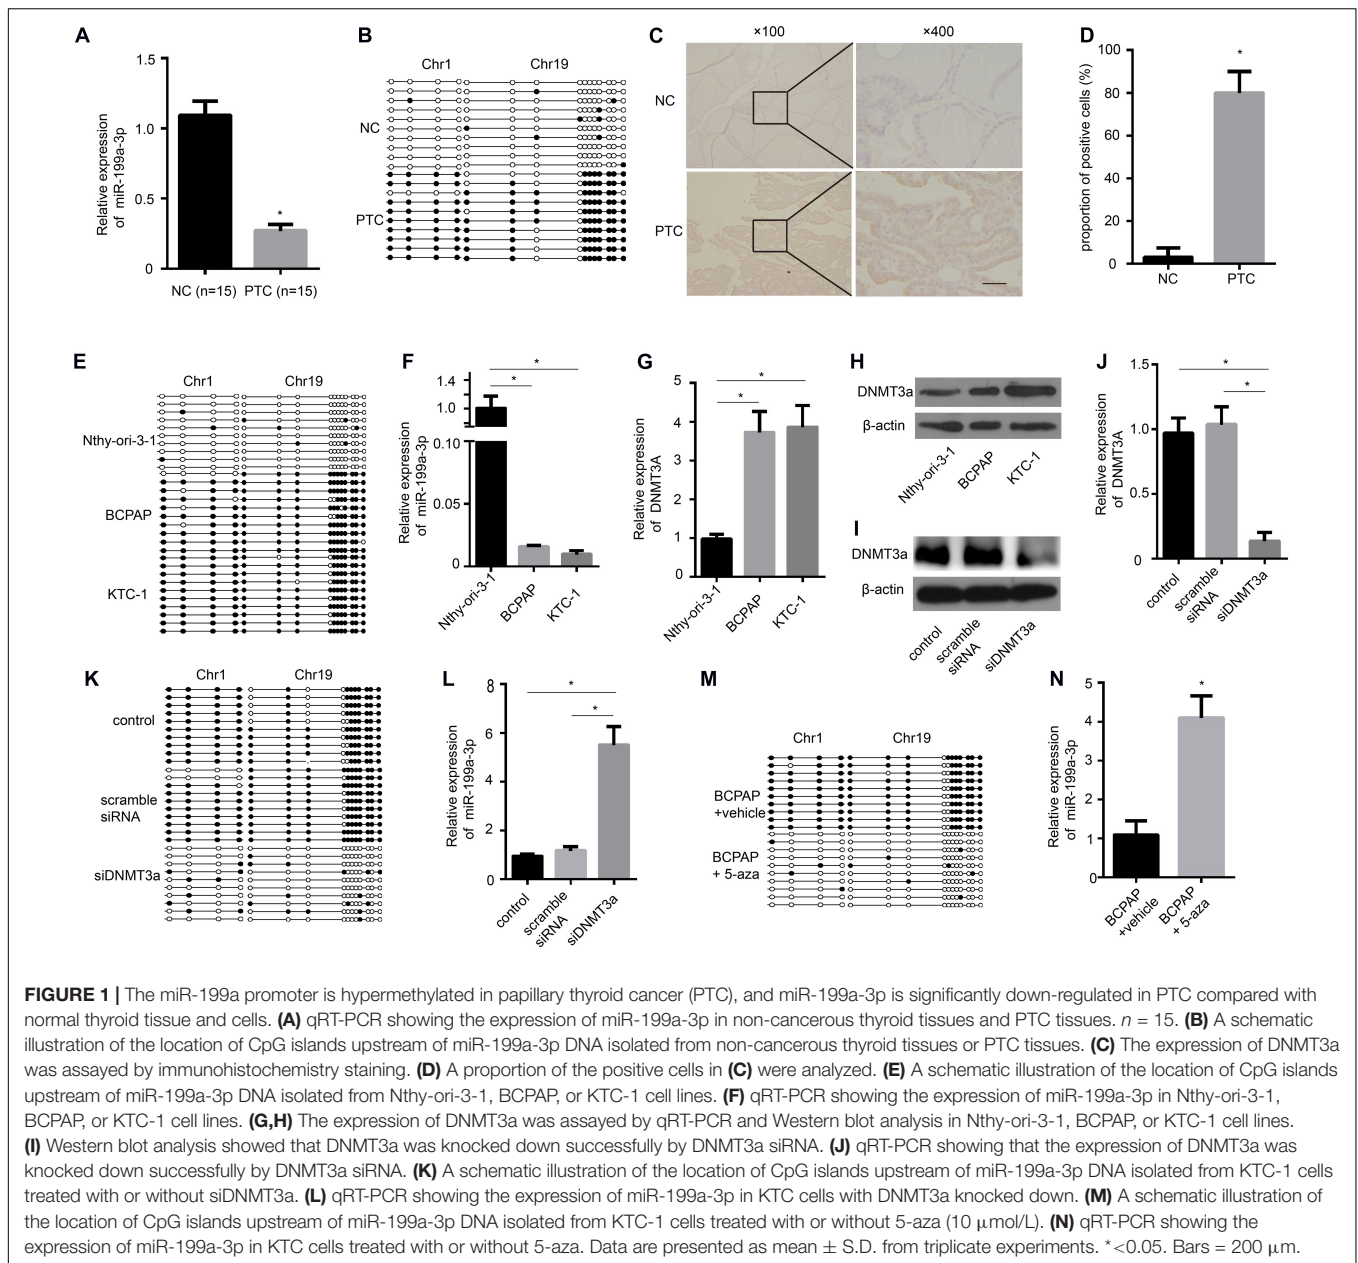 A
1.5
1.0
0.5
0
Relative expression
of miR-199a-3p
*
NC (n=15) PTC (n=15)
B
Chr1 Chr19
NC
PTC
C
×100 ×400
NC
PTC
D
100
80
60
40
20
0
proportion of positive cells (%)
*
NC PTC
E
Chr1 Chr19
Nthy-ori-3-1
BCPAP
KTC-1
F
*
*
1.4
1.0
0.10
0.05
0
Relative expression
of miR-199a-3p
Nthy-ori-3-1
BCPAP
KTC-1
G
5
4
3
2
1
0
Relative expression
of DNMT3A
*
*
Nthy-ori-3-1
BCPAP
KTC-1
H
DNMT3a
β-actin
Nthy-ori-3-1
BCPAP
KTC-1
I
DNMT3a
β-actin
control
scramble
siRNA
siDNMT3a
J
1.5
1.0
0.5
0
Relative expression
of DNMT3A
*
*
control
scramble
siRNA
siDNMT3a
K
Chr1 Chr19
control
scramble
siRNA
siDNMT3a
L
8
6
4
2
0
Relative expression
of miR-199a-3p
*
*
control
scramble
siRNA
siDNMT3a
M
Chr1 Chr19
BCPAP
+vehicle
BCPAP
+ 5-aza
N
5
4
3
2
1
0
Relative expression
of miR-199a-3p
*
BCPAP
+vehicle
BCPAP
+ 5-aza
FIGURE 1 | The miR-199a promoter is hypermethylated in papillary thyroid cancer (PTC), and miR-199a-3p is significantly down-regulated in PTC compared with
normal thyroid tissue and cells. (A) qRT-PCR showing the expression of miR-199a-3p in non-cancerous thyroid tissues and PTC tissues. n = 15. (B) A schematic
illustration of the location of CpG islands upstream of miR-199a-3p DNA isolated from non-cancerous thyroid tissues or PTC tissues. (C) The expression of DNMT3a
was assayed by immunohistochemistry staining. (D) A proportion of the positive cells in (C) were analyzed. (E) A schematic illustration of the location of CpG islands
upstream of miR-199a-3p DNA isolated from Nthy-ori-3-1, BCPAP, or KTC-1 cell lines. (F) qRT-PCR showing the expression of miR-199a-3p in Nthy-ori-3-1,
BCPAP, or KTC-1 cell lines. (G,H) The expression of DNMT3a was assayed by qRT-PCR and Western blot analysis in Nthy-ori-3-1, BCPAP, or KTC-1 cell lines.
(I) Western blot analysis showed that DNMT3a was knocked down successfully by DNMT3a siRNA. (J) qRT-PCR showing that the expression of DNMT3a was
knocked down successfully by DNMT3a siRNA. (K) A schematic illustration of the location of CpG islands upstream of miR-199a-3p DNA isolated from KTC-1 cells
treated with or without siDNMT3a. (L) qRT-PCR showing the expression of miR-199a-3p in KTC cells with DNMT3a knocked down. (M) A schematic illustration of
the location of CpG islands upstream of miR-199a-3p DNA isolated from KTC-1 cells treated with or without 5-aza (10 μmol/L). (N) qRT-PCR showing the
expression of miR-199a-3p in KTC cells treated with or without 5-aza. Data are presented as mean ± S.D. from triplicate experiments. *<0.05. Bars = 200 μm.